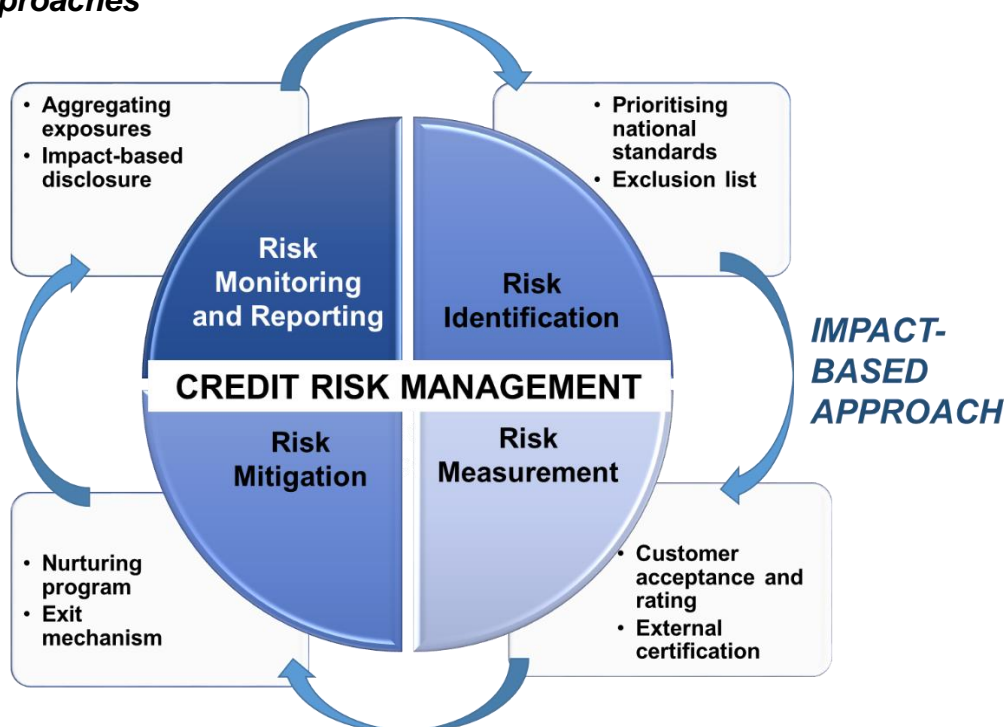 proaches
• Aggregating
exposures
• Impact-based
disclosure
• Prioritising
national
standards
• Exclusion list
Risk
Monitoring
and Reporting
Risk
Identification
IMPACT-
BASED
APPROACH
CREDIT RISK MANAGEMENT
Risk
Mitigation
Risk
Measurement
• Nurturing
program
• Exit
mechanism
• Customer
acceptance and
rating
• External
certification